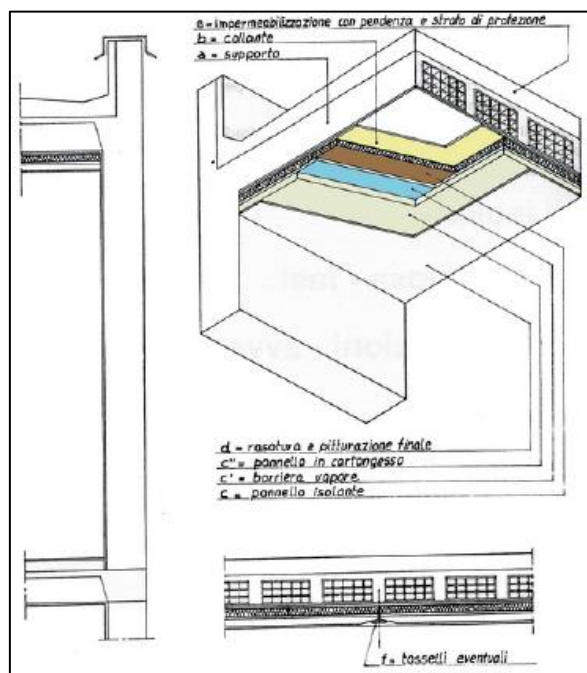 e = impermeabilizzazione con pendenza e strato di protezione
b = collante
a = supporto
d = rasatura e pitturazione finale
c" = pannello in cartongesso
c' = barriera vapore
c = pannello isolante
f = tasselli eventuali